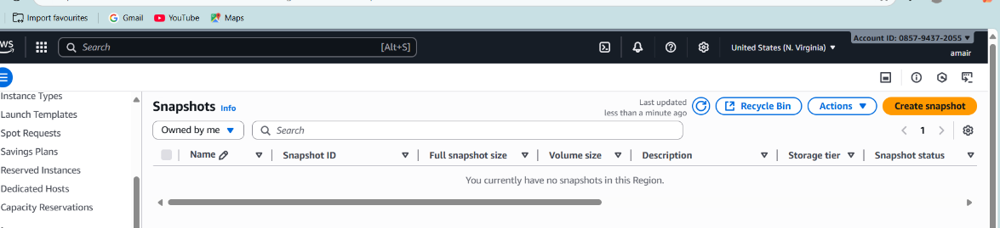 Import favourites
Gmail
YouTube
Maps
Search
[Alt+S]
United States (N. Virginia)
Account ID: 0857-9437-2055
amair
Instance Types
Launch Templates
Spot Requests
Savings Plans
Reserved Instances
Dedicated Hosts
Capacity Reservations
Snapshots Info
Last updated
less than a minute ago
Recycle Bin
Actions
Create snapshot
Owned by me
Search
1
Name
Snapshot ID
Full snapshot size
Volume size
Description
Storage tier
Snapshot status
You currently have no snapshots in this Region.